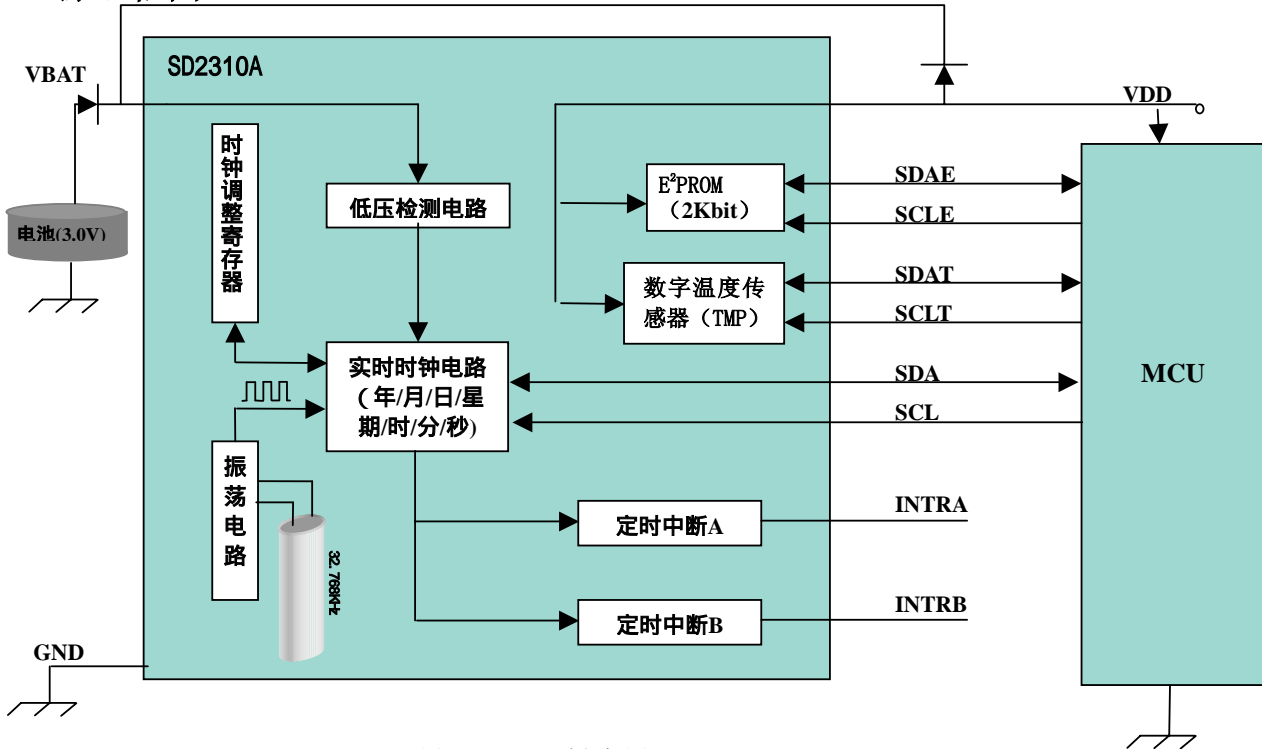 SD2310A
VBAT
VDD
时钟调整寄存器
低压检测电路
E²PROM
（2Kbit）
SDAE
SCLE
电池(3.0V)
数字温度传
感器（TMP）
SDAT
SCLT
实时时钟电路
（年/月/日/星
期/时/分/秒)
SDA
SCL
MCU
振荡电路
32.768KHz
定时中断A
INTRA
定时中断B
INTRB
GND